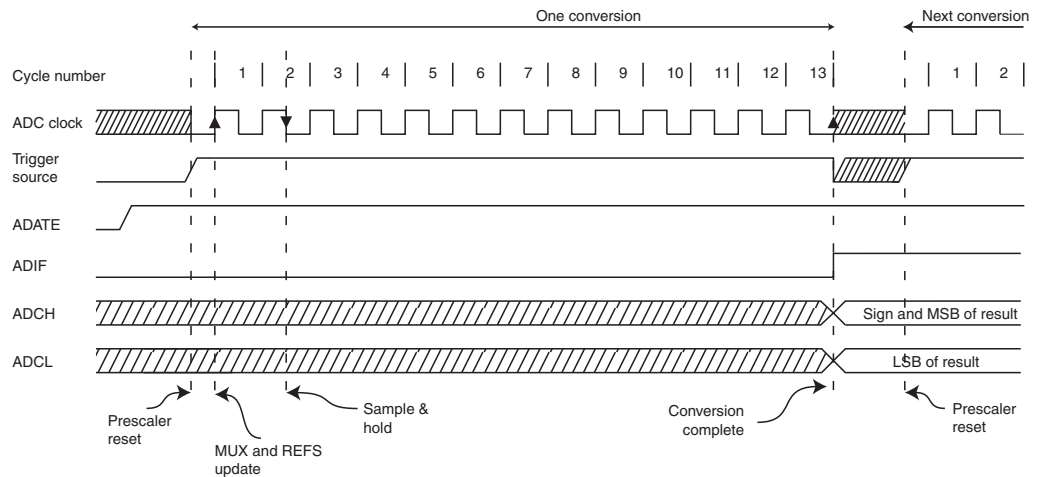 One conversion
Next conversion
Cycle number
1 2 3 4 5 6 7 8 9 10 11 12 13 1 2
ADC clock
Trigger
source
ADATE
ADIF
ADCH
Sign and MSB of result
ADCL
LSB of result
Prescaler
reset
MUX and REFS
update
Sample &
hold
Conversion
complete
Prescaler
reset